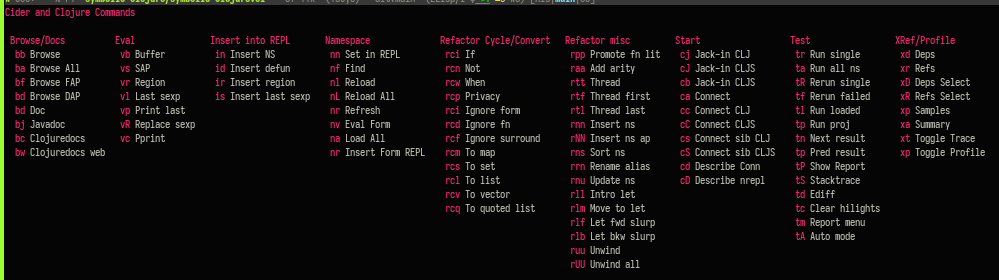 Cider and Clojure Commands
Browse/Docs Eval Insert into REPL Namespace Refactor Cycle/Convert Refactor misc Start Test XRef/Profile
bb Browse vb Buffer in Insert NS nn Set in REPL rci If rpp Promote fn lit cj Jack-in CLJ tr Run single xd Deps
ba Browse All vs SAP id Insert defun nf Find rcn Not raa Add arity cJ Jack-in CLJS ta Run all ns xr Refs
bf Browse FAP vr Region ir Insert region nl Reload rcw When rtt Thread cb Jack-in CLJS tR Rerun single xD Deps Select
bd Browse DAP vl Last sexp is Insert last sexp nL Reload All rcp Privacy rtf Thread first ca Connect tf Rerun failed xR Refs Select
bd Doc vp Print last nr Refresh rci Ignore form rtl Thread last cc Connect CLJ tl Run loaded xp Samples
bj Javadoc vR Replace sexp nv Eval Form rcd Ignore fn rnn Insert ns cC Connect CLJS tp Run proj xa Summary
bc Clojuredocs vc Pprint na Load All rcf Ignore surround rNN Insert ns ap cs Connect sib CLJ tn Next result xt Toggle Trace
bw Clojuredocs web nr Insert Form REPL rcm To map rns Sort ns cS Connect sib CLJS tp Pred result xp Toggle Profile
rcs To set rrn Rename alias cd Describe Conn tP Show Report
rcl To list rnu Update ns cD Describe nrepl tS Stacktrace
rcv To vector rll Intro let td Ediff
rcq To quoted list rlm Move to let tc Clear hilights
rlf Let fwd slurp tm Report menu
rlb Let bkw slurp tA Auto mode
ruu Unwind
rUU Unwind all